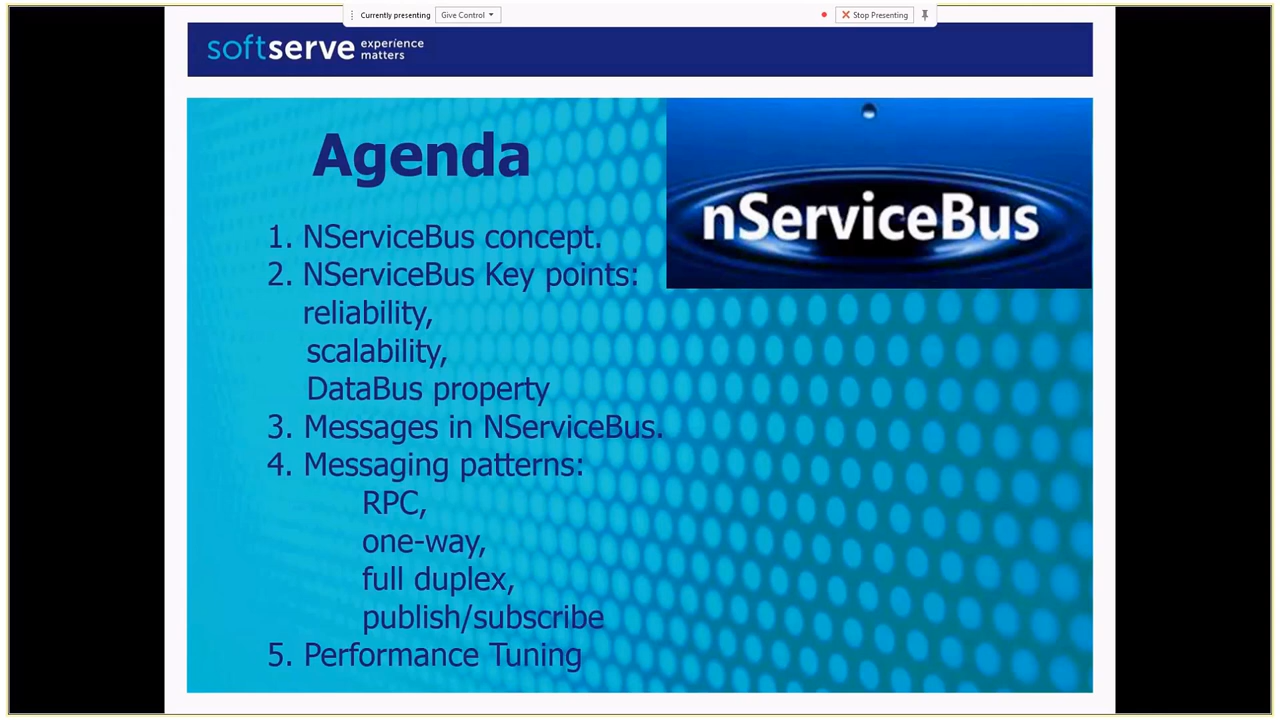 Currently presenting Give Control Stop Presenting
softserve experience
matters
Agenda
nServiceBus
1. NServiceBus concept.
2. NServiceBus Key points:
reliability,
scalability,
DataBus property
3. Messages in NServiceBus.
4. Messaging patterns:
RPC,
one-way,
full duplex,
publish/subscribe
5. Performance Tuning